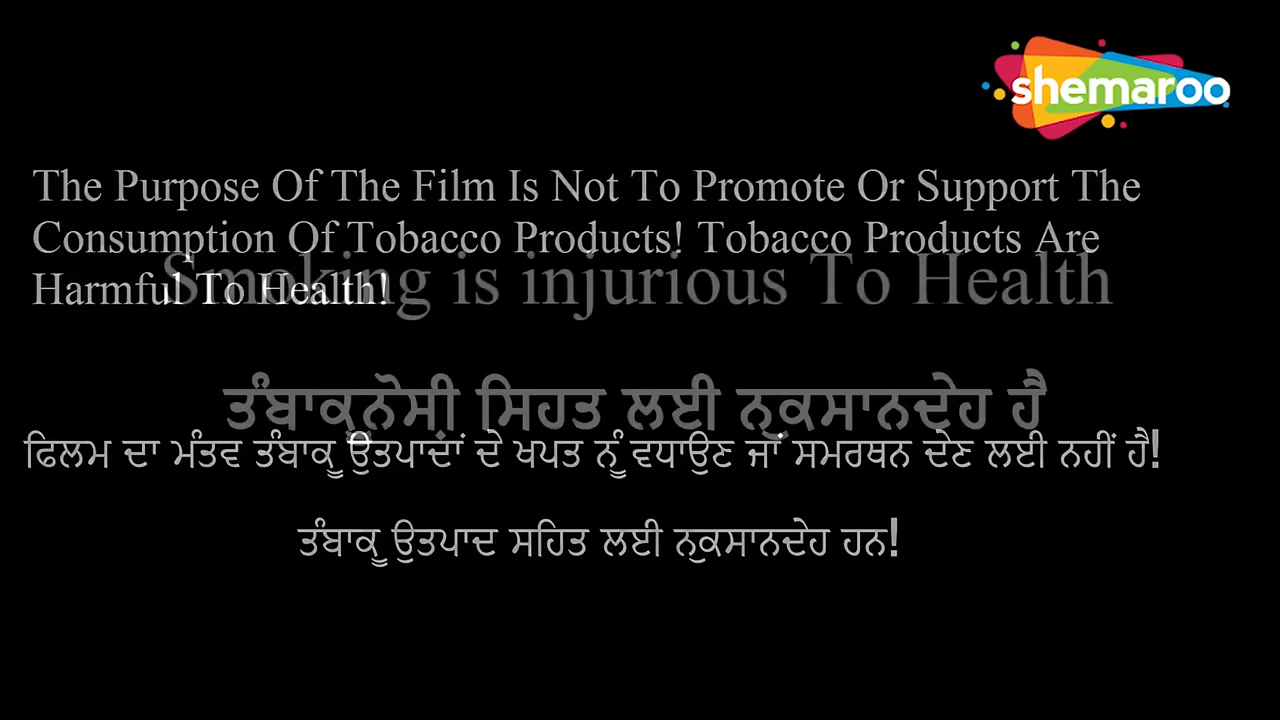 shemaroo
The Purpose Of The Film Is Not To Promote Or Support The
Consumption Of Tobacco Products! Tobacco Products Are
Harmful To Health!
Smoking is injurious To Health
ਤੰਬਾਕੂਨੋਸ਼ੀ ਸਿਹਤ ਲਈ ਨੁਕਸਾਨਦੇਹ ਹੈ
ਫਿਲਮ ਦਾ ਮੰਤਵ ਤੰਬਾਕੂ ਉਤਪਾਦਾਂ ਦੇ ਖਪਤ ਨੂੰ ਵਧਾਉਣ ਜਾਂ ਸਮਰਥਨ ਦੇਣ ਲਈ ਨਹੀਂ ਹੈ!
ਤੰਬਾਕੂ ਉਤਪਾਦ ਸਹਿਤ ਲਈ ਨੁਕਸਾਨਦੇਹ ਹਨ!